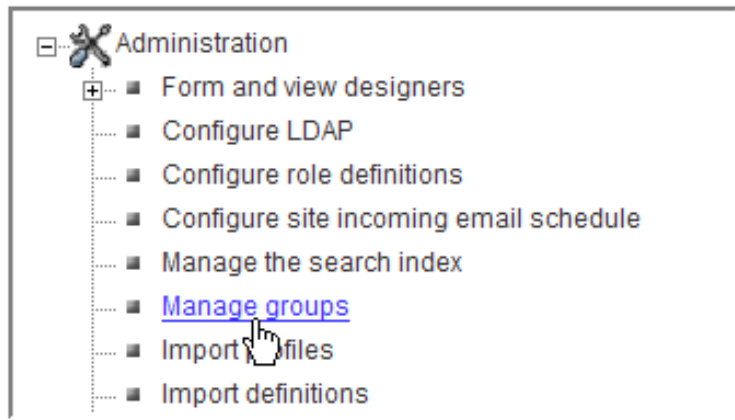 Administration
Form and view designers
Configure LDAP
Configure role definitions
Configure site incoming email schedule
Manage the search index
Manage groups
Import profiles
Import definitions